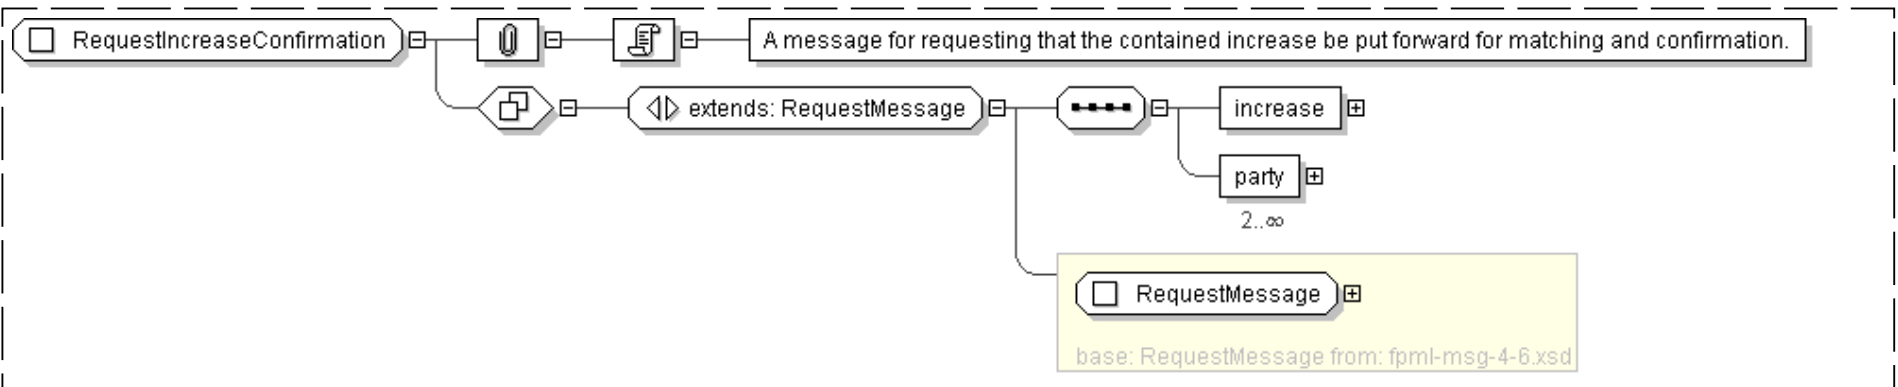 RequestIncreaseConfirmation
A message for requesting that the contained increase be put forward for matching and confirmation.
extends: RequestMessage
increase
party
2..∞
RequestMessage
base: RequestMessage from: fpml-msg-4-6.xsd